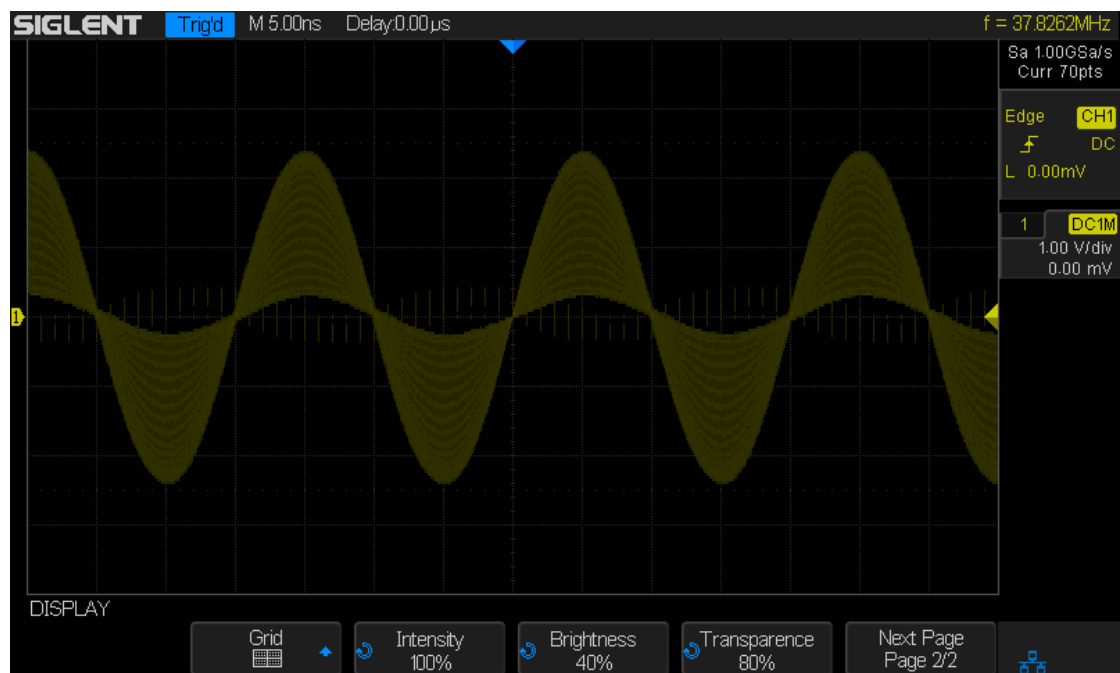 SIGLENT Trig'd M 5.00ns Delay:0.00µs f = 37.8262MHz
Sa 1.00GSa/s
Curr 70pts
Edge CH1
DC
L 0.00mV
1 DC1M
1.00 V/div
0.00 mV
1
DISPLAY
Grid
Intensity
100%
Brightness
40%
Transparence
80%
Next Page
Page 2/2